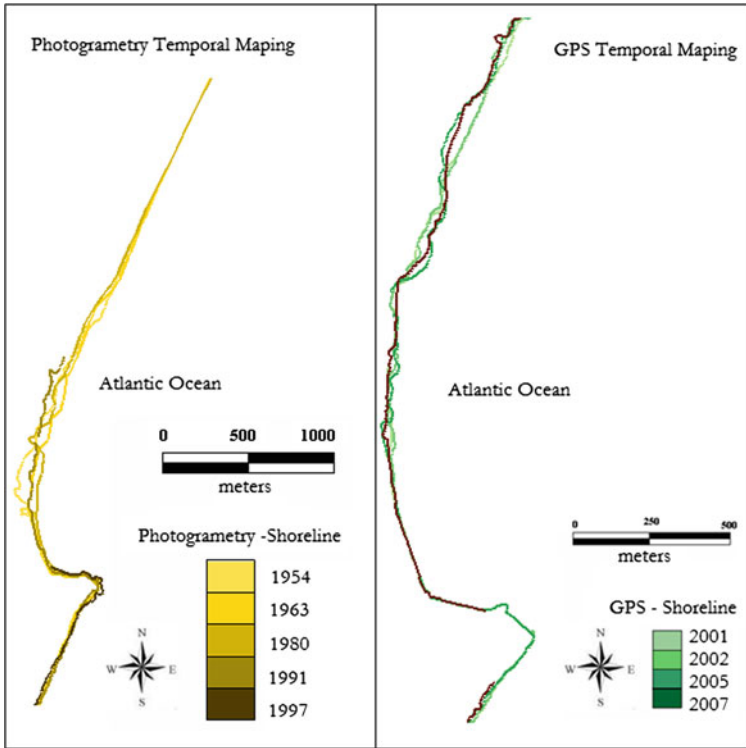 Photogrametry Temporal Maping
Atlantic Ocean
0 500 1000
meters
Photogrametry -Shoreline
1954
1963
1980
1991
1997
N
W E
S
GPS Temporal Maping
Atlantic Ocean
0 250 500
meters
GPS - Shoreline
2001
2002
2005
2007
N
W E
S